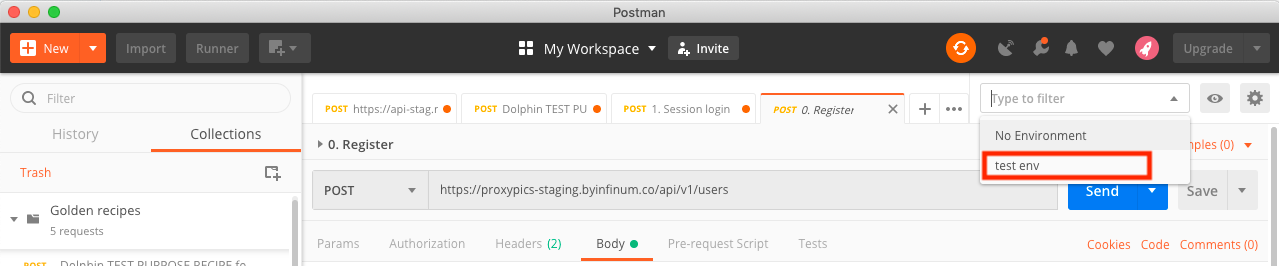 Postman
New
Import
Runner
My Workspace
Invite
Upgrade
Filter
History
Collections
Trash
Golden recipes
5 requests
POST Dolphin TEST PURPOSE RECIPE fo
POST https://api-stag.r
POST Dolphin TEST PU
POST 1. Session login
POST 0. Register
Type to filter
No Environment
test env
0. Register
mples (0)
POST
https://proxypics-staging.byinfinum.co/api/v1/users
Send
Save
Params
Authorization
Headers (2)
Body
Pre-request Script
Tests
Cookies
Code
Comments (0)